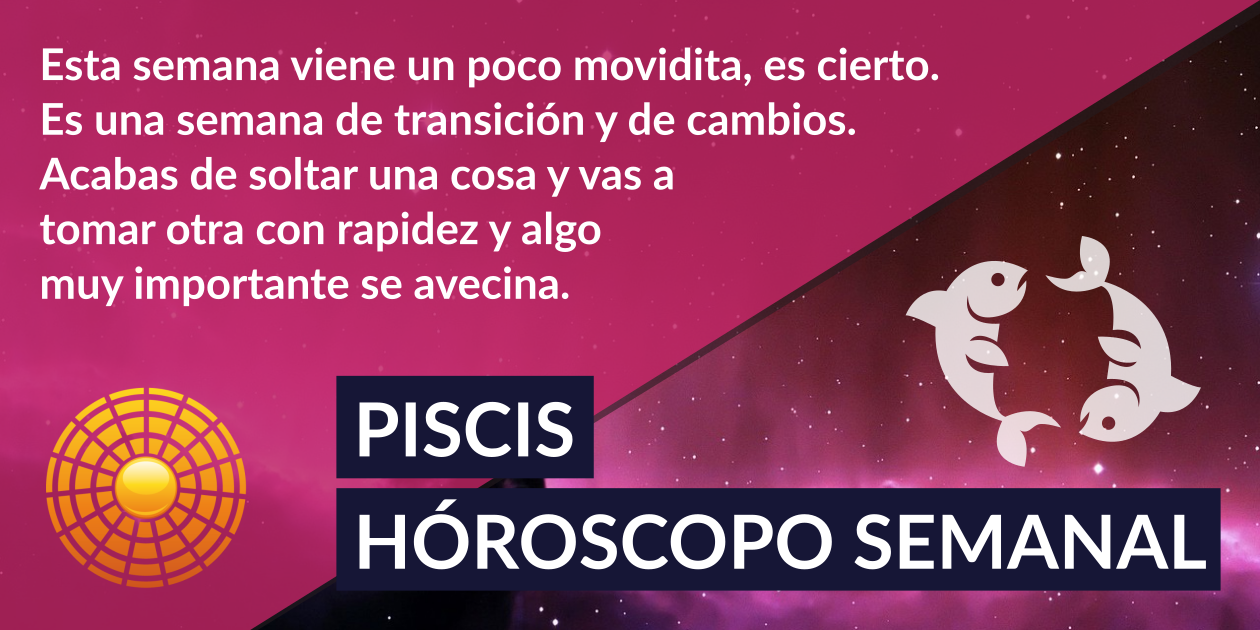 Esta semana viene un poco movidita, es cierto.
Es una semana de transición y de cambios.
Acabas de soltar una cosa y vas a
tomar otra con rapidez y algo
muy importante se avecina.
PISCIS
HÓROSCOPO SEMANAL